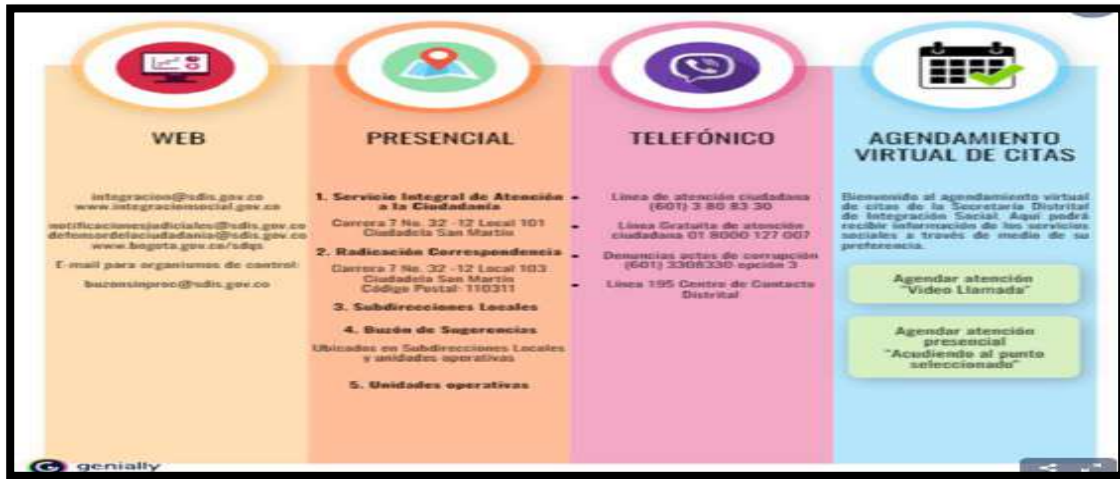 WEB
integracion@sdis.gov.co
www.integracionsocial.gov.co
notificacionesjudiciales@sdis.gov.co
defensordelaciudadania@sdis.gov.co
www.bogota.gov.co/sdqs
E-mail para organismos de control:
buzonsinproc@sdis.gov.co
PRESENCIAL
1. Servicio Integral de Atención
a la Ciudadanía
Carrera 7 No. 32 -12 Local 101
Ciudadela San Martín
2. Radicación Correspondencia
Carrera 7 No. 32 -12 Local 103
Ciudadela San Martín
Código Postal: 110311
3. Subdirecciones Locales
4. Buzón de Sugerencias
Ubicados en Subdirecciones Locales
y unidades operativas
5. Unidades operativas
TELEFÓNICO
Línea de atención ciudadana
(601) 3 80 83 30
Línea Gratuita de atención
ciudadana 01 8000 127 007
Denuncias actos de corrupción
(601) 3308330 opción 3
Línea 195 Centro de Contacto
Distrital
AGENDAMIENTO
VIRTUAL DE CITAS
Bienvenido al agendamiento virtual
de citas de la Secretaría Distrital
de Integración Social. Aquí podrá
recibir información de los servicios
sociales a través de medio de su
preferencia.
Agendar atención
"Video Llamada"
Agendar atención
presencial
"Acudiendo al punto
seleccionado"
genially